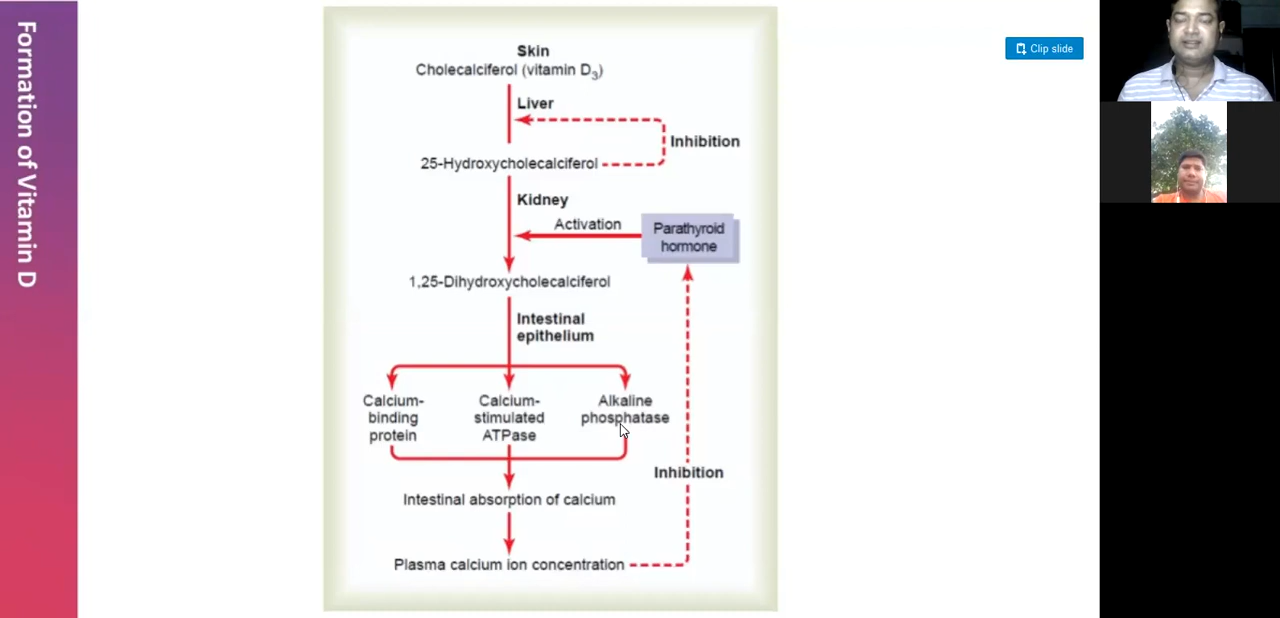 Formation of Vitamin D
Skin
Cholecalciferol (vitamin D₃)
Liver
Inhibition
25-Hydroxycholecalciferol
Kidney
Activation
Parathyroid
hormone
1,25-Dihydroxycholecalciferol
Intestinal
epithelium
Calcium-
binding
protein
Calcium-
stimulated
ATPase
Alkaline
phosphatase
Inhibition
Intestinal absorption of calcium
Plasma calcium ion concentration
Clip slide